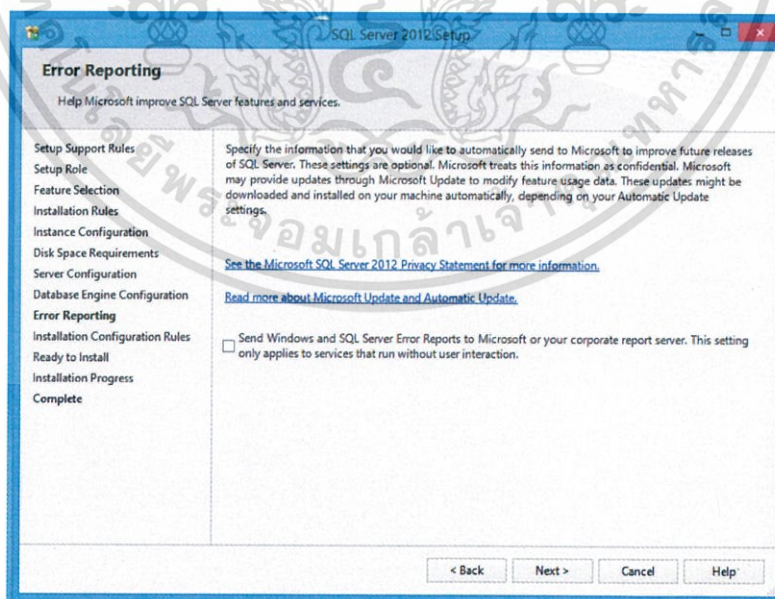 SQL Server 2012 Setup
Error Reporting
Help Microsoft improve SQL Server features and services.
Setup Support Rules
Setup Role
Feature Selection
Installation Rules
Instance Configuration
Disk Space Requirements
Server Configuration
Database Engine Configuration
Error Reporting
Installation Configuration Rules
Ready to Install
Installation Progress
Complete
Specify the information that you would like to automatically send to Microsoft to improve future releases
of SQL Server. These settings are optional. Microsoft treats this information as confidential. Microsoft
may provide updates through Microsoft Update to modify feature usage data. These updates might be
downloaded and installed on your machine automatically, depending on your Automatic Update
settings.
See the Microsoft SQL Server 2012 Privacy Statement for more information.
Read more about Microsoft Update and Automatic Update.
Send Windows and SQL Server Error Reports to Microsoft or your corporate report server. This setting
only applies to services that run without user interaction.
< Back
Next >
Cancel
Help